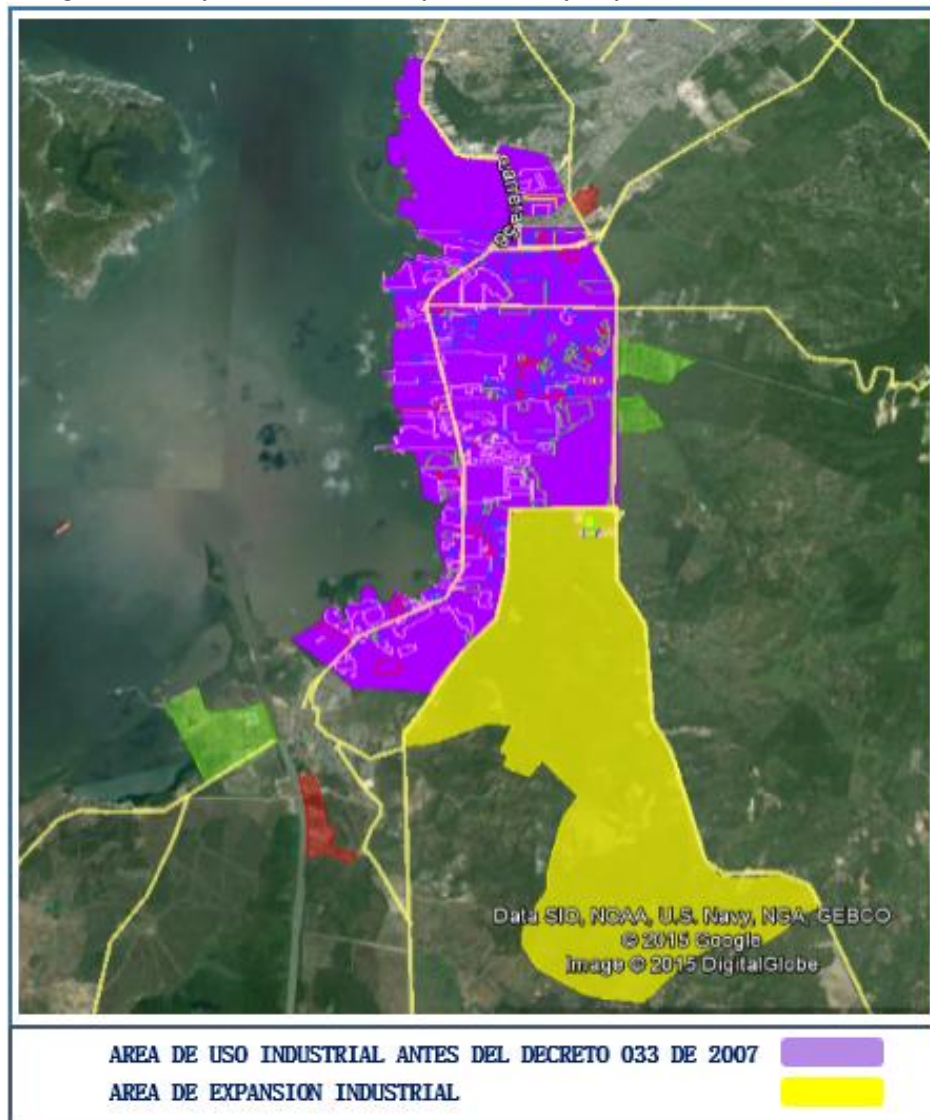 Carrera 56
Data SIO, NOAA, U.S. Navy, NGA, GEBCO
© 2015 Google
Image © 2015 DigitalGlobe
AREA DE USO INDUSTRIAL ANTES DEL DECRETO 033 DE 2007
AREA DE EXPANSION INDUSTRIAL